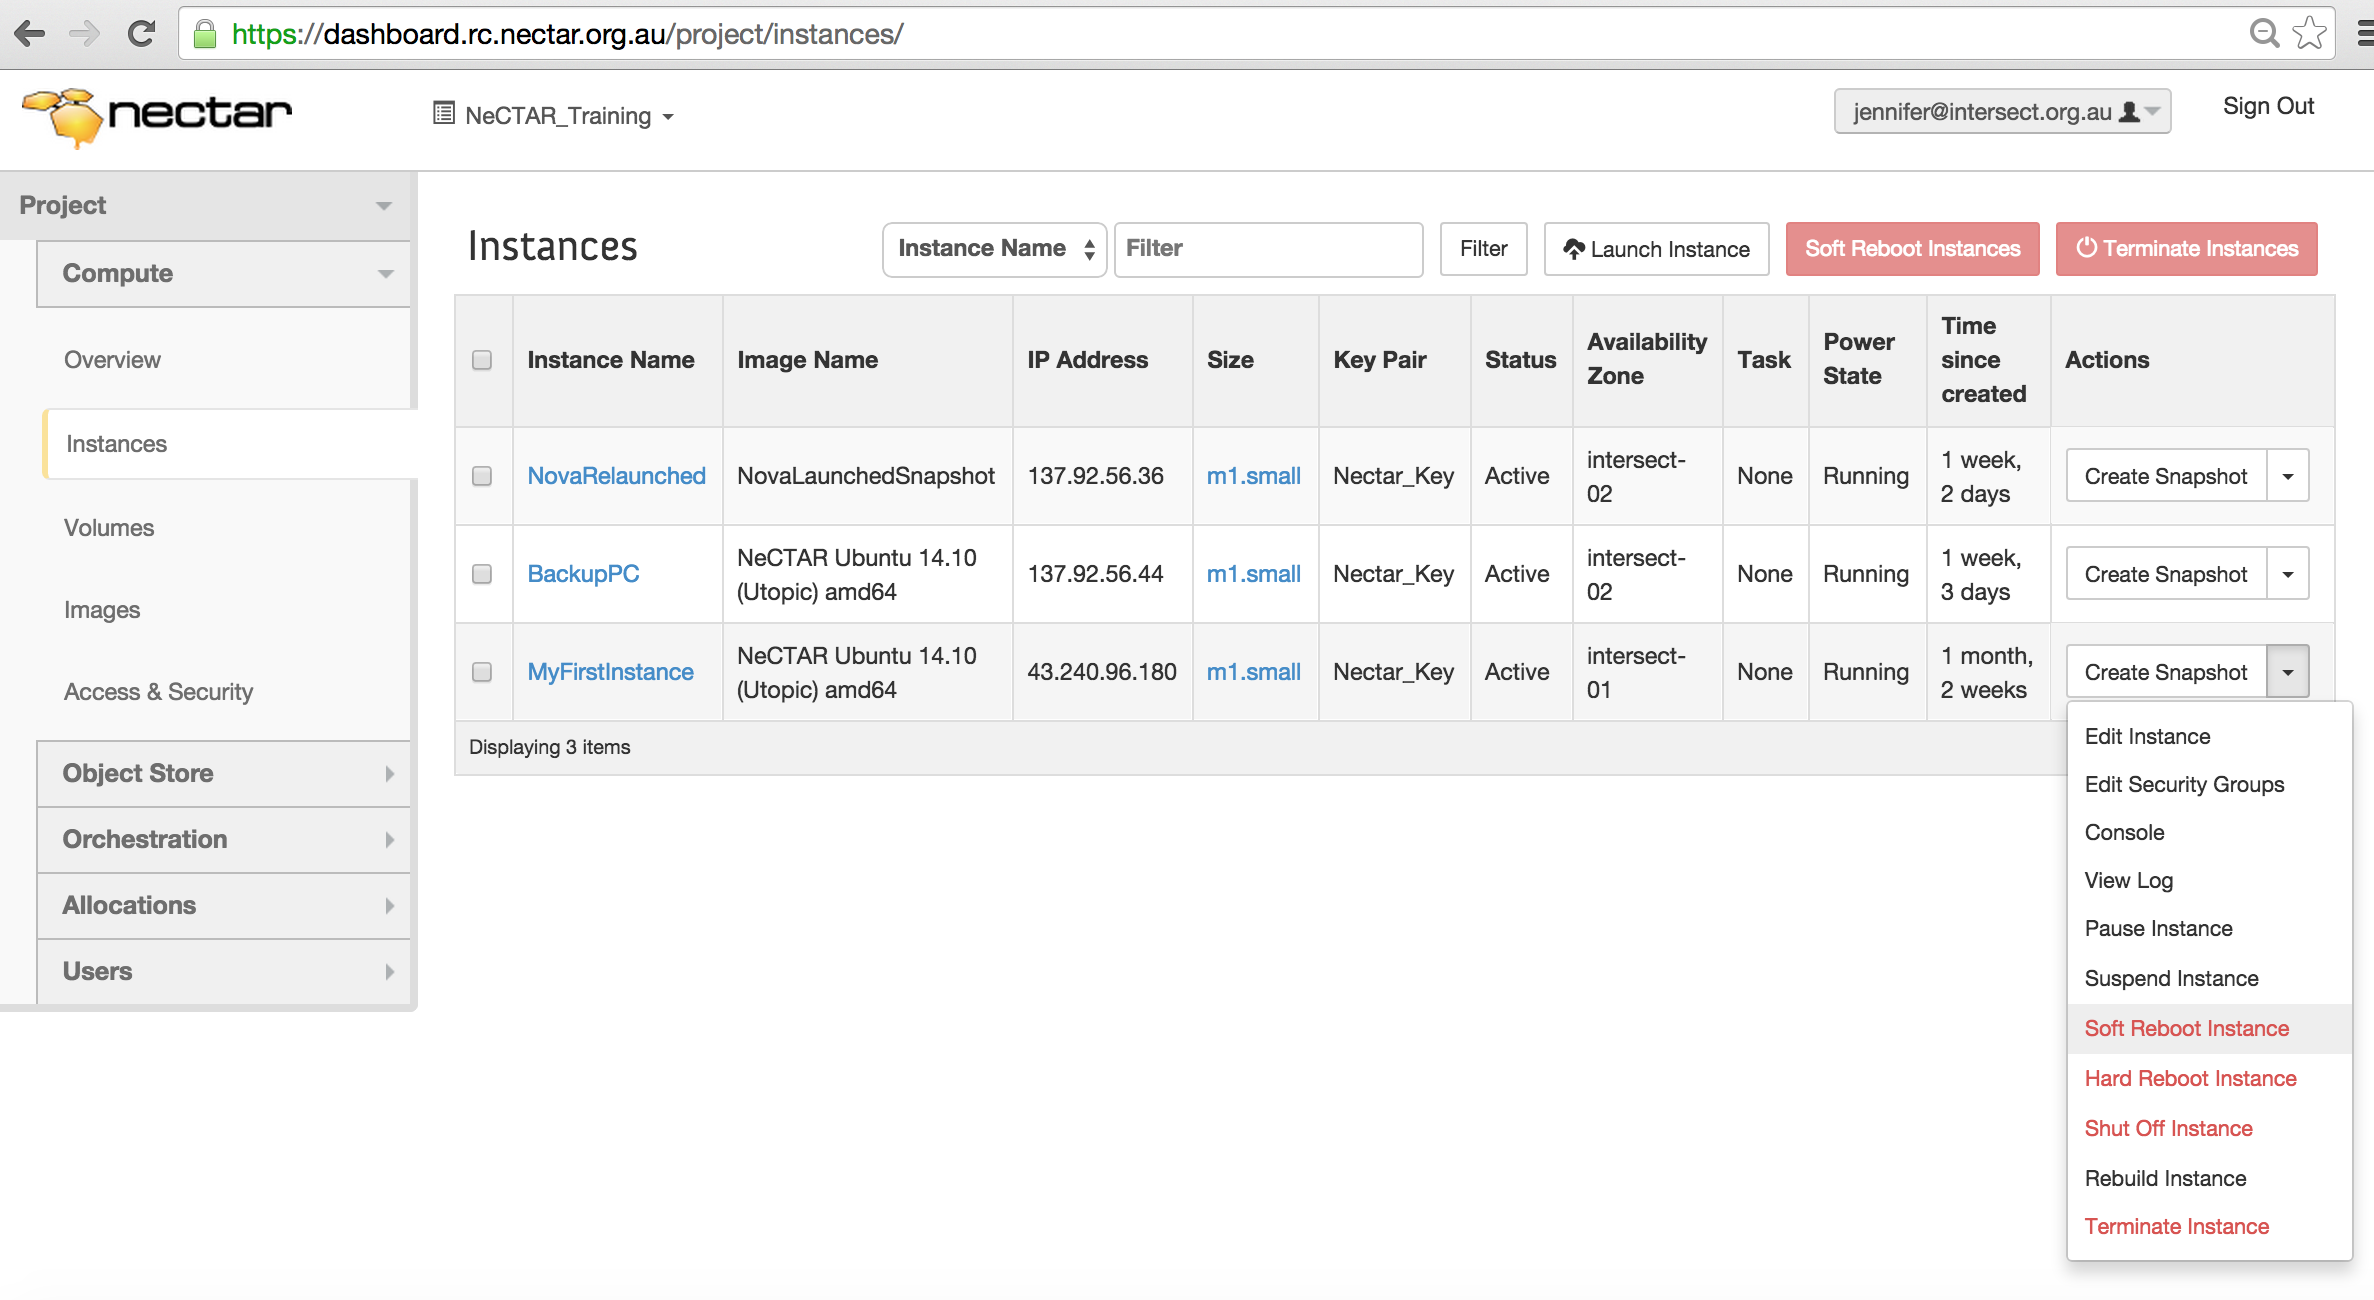 https://dashboard.rc.nectar.org.au/project/instances/
nectar
NeCTAR_Training
jennifer@intersect.org.au
Sign Out
Project
Compute
Overview
Instances
Volumes
Images
Access & Security
Object Store
Orchestration
Allocations
Users
Instances
Instance Name
Filter
Filter
Launch Instance
Soft Reboot Instances
Terminate Instances
Instance Name
Image Name
IP Address
Size
Key Pair
Status
Availability
Zone
Task
Power
State
Time
since
created
Actions
NovaRelaunched
NovaLaunchedSnapshot
137.92.56.36
m1.small
Nectar_Key
Active
intersect-
02
None
Running
1 week,
2 days
Create Snapshot
BackupPC
NeCTAR Ubuntu 14.10
(Utopic) amd64
137.92.56.44
m1.small
Nectar_Key
Active
intersect-
02
None
Running
1 week,
3 days
Create Snapshot
MyFirstInstance
NeCTAR Ubuntu 14.10
(Utopic) amd64
43.240.96.180
m1.small
Nectar_Key
Active
intersect-
01
None
Running
1 month,
2 weeks
Create Snapshot
Displaying 3 items
Edit Instance
Edit Security Groups
Console
View Log
Pause Instance
Suspend Instance
Soft Reboot Instance
Hard Reboot Instance
Shut Off Instance
Rebuild Instance
Terminate Instance